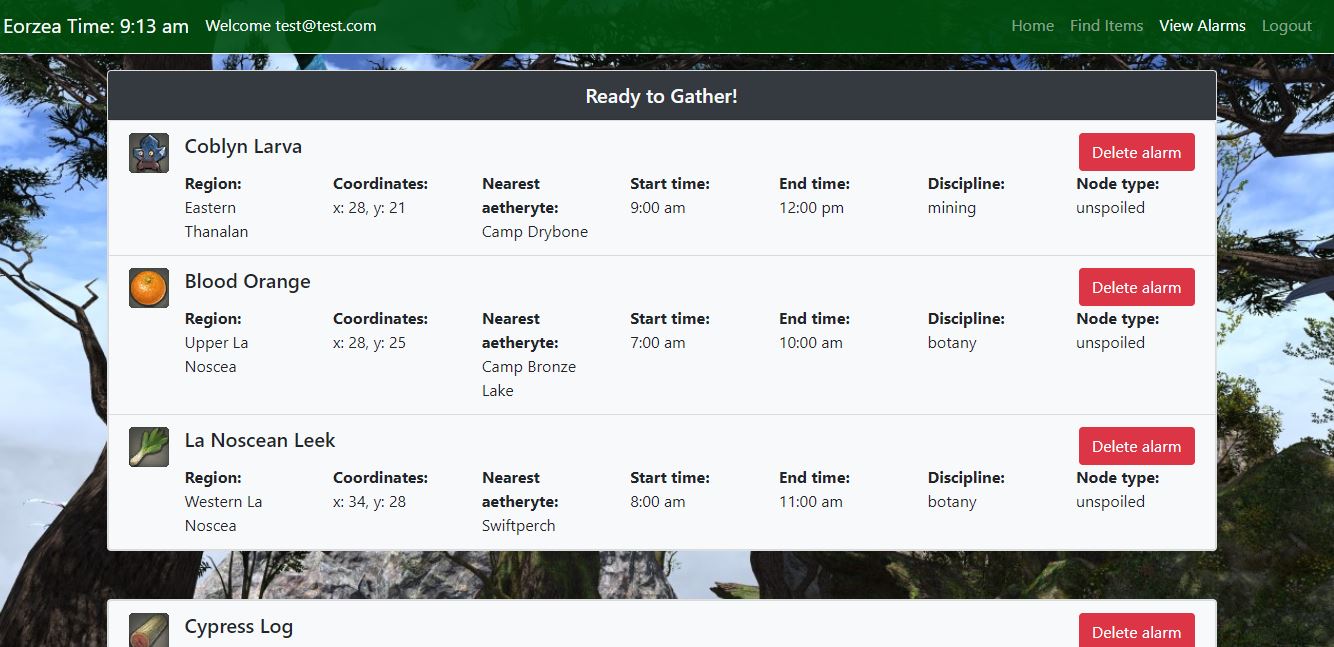 Eorzea Time: 9:13 am Welcome test@test.com Home Find Items View Alarms Logout
Ready to Gather!
Coblyn Larva Delete alarm
Region: Coordinates: Nearest Start time: End time: Discipline: Node type:
Eastern x: 28, y: 21 aetheryte: 9:00 am 12:00 pm mining unspoiled
Thanalan Camp Drybone
Blood Orange Delete alarm
Region: Coordinates: Nearest Start time: End time: Discipline: Node type:
Upper La x: 28, y: 25 aetheryte: 7:00 am 10:00 am botany unspoiled
Noscea Camp Bronze
Lake
La Noscean Leek Delete alarm
Region: Coordinates: Nearest Start time: End time: Discipline: Node type:
Western La x: 34, y: 28 aetheryte: 8:00 am 11:00 am botany unspoiled
Noscea Swiftperch
Cypress Log Delete alarm